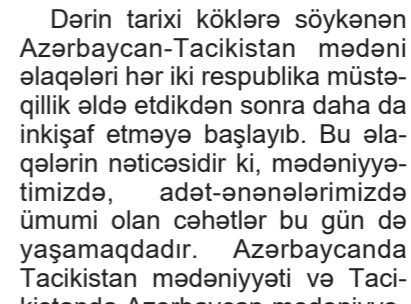 Dərin tarixi köklərə söykənən
Azərbaycan-Tacikistan mədəni
əlaqələri hər iki respublika müstə-
qillik əldə etdikdən sonra daha da
inkişaf etməyə başlayıb. Bu əla-
qələrin nəticəsidir ki, mədəniyyə-
timizdə, adət-ənənələrimizdə
ümumi olan cəhətlər bu gün də
yaşamaqdadır. Azərbaycanda
Tacikistan mədəniyyəti və Taci-
kistanda Azərbaycan mədəniyyə-